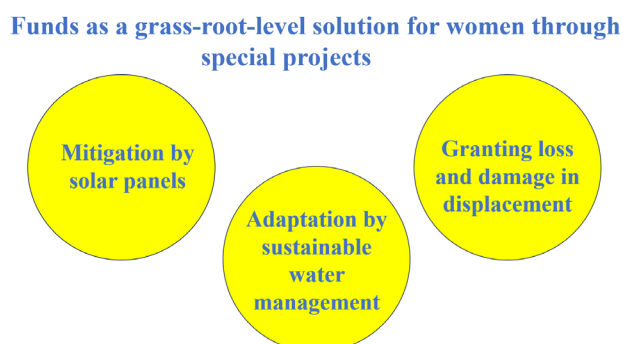 Funds as a grass-root-level solution for women through
special projects
Mitigation by
solar panels
Adaptation by
sustainable
water
management
Granting loss
and damage in
displacement